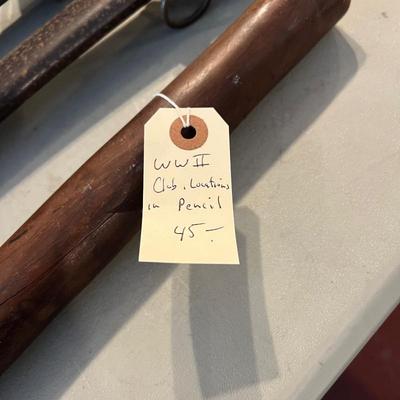 WWII
Club, Locations
in Pencil
45-